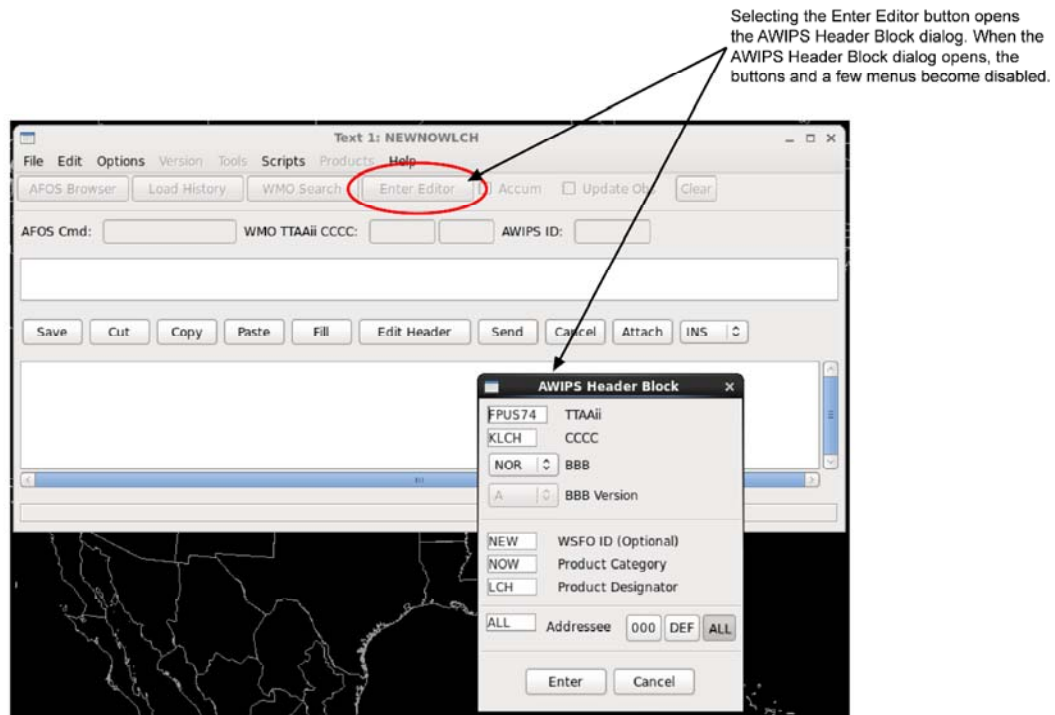 Selecting the Enter Editor button opens
the AWIPS Header Block dialog. When the
AWIPS Header Block dialog opens, the
buttons and a few menus become disabled.
Text 1: NEWNOWLCH
File Edit Options Version Tools Scripts Products Help
AFOS Browser Load History WMO Search Enter Editor Accum Update Obs Clear
AFOS Cmd: WMO TTAAii CCCC: AWIPS ID:
Save Cut Copy Paste Fill Edit Header Send Cancel Attach INS
AWIPS Header Block
FPUS74 TTAAii
KLCH CCCC
NOR BBB
A BBB Version
NEW WSFO ID (Optional)
NOW Product Category
LCH Product Designator
ALL Addressee 000 DEF ALL
Enter Cancel